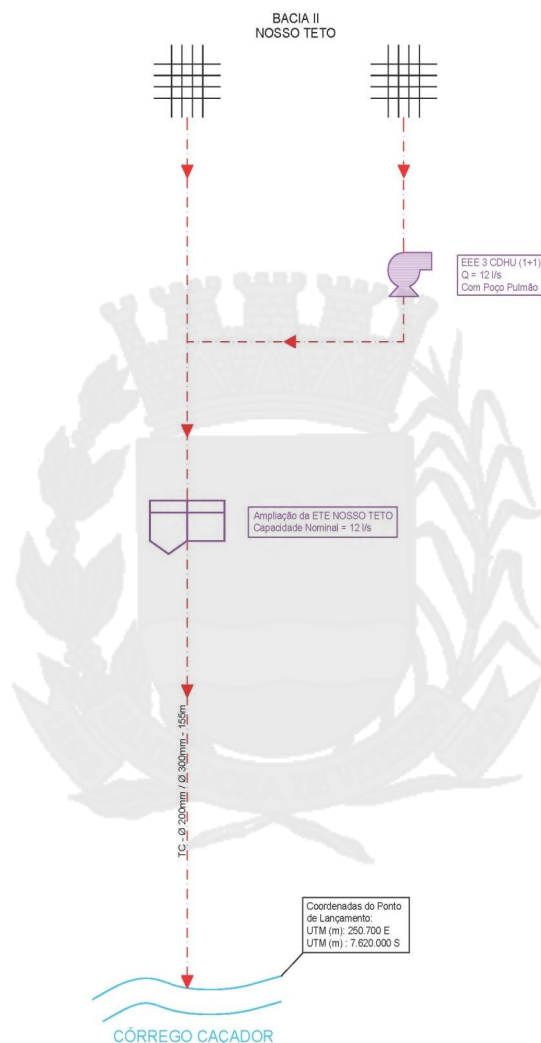 BACIA II
NOSSO TETO
EEE 3 CDHU (1+1)
Q = 12 l/s
Com Poço Pulmão
Ampliação da ETE NOSSO TETO
Capacidade Nominal = 12 l/s
TC - Ø 200mm / Ø 300mm - 155m
Coordenadas do Ponto
de Lançamento:
UTM (m): 250.700 E
UTM (m) : 7.620.000 S
CÓRREGO CAÇADOR